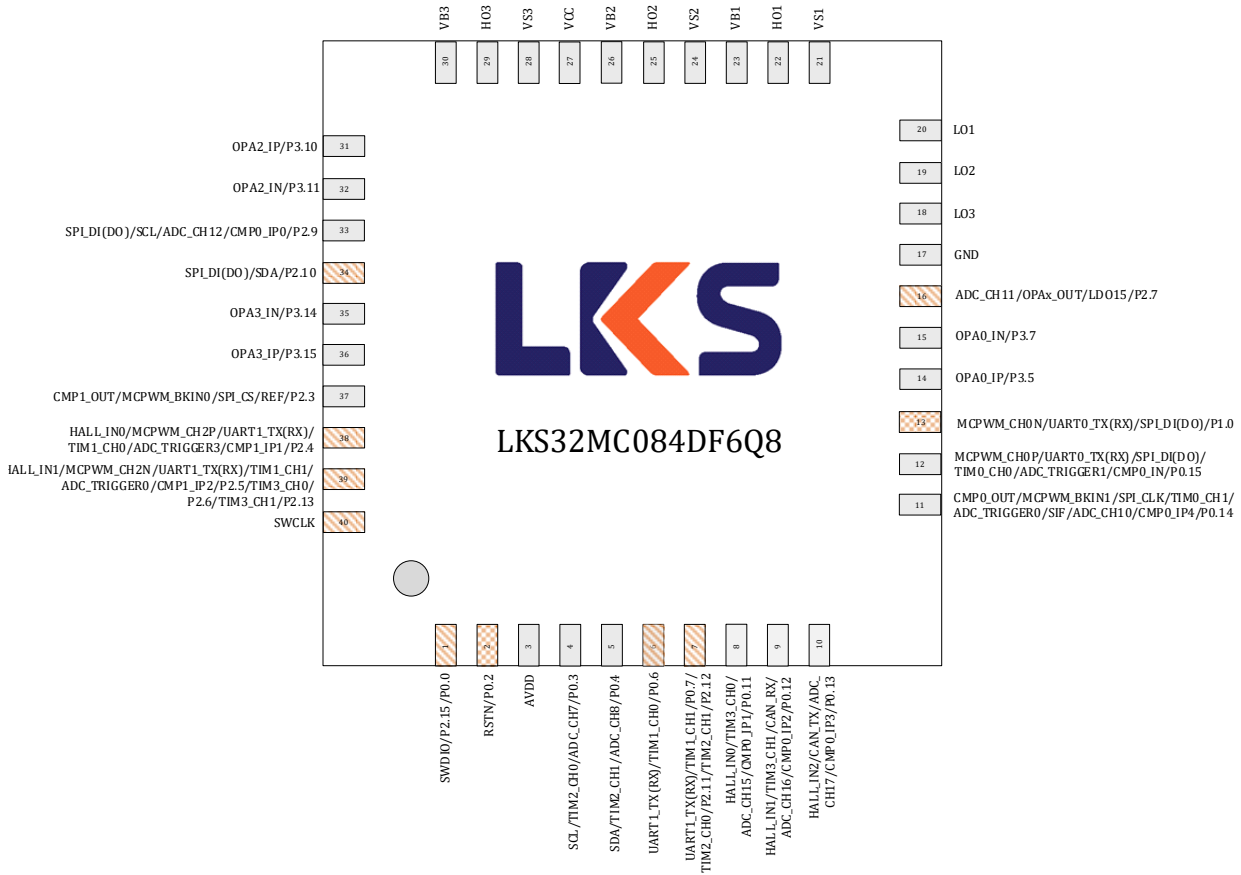 VB3
HO3
VS3
VCC
VB2
HO2
VS2
VB1
HO1
VS1
30
29
28
27
26
25
24
23
22
21
OPA2_IP/P3.10
31
OPA2_IN/P3.11
32
SPI_DI(DO)/SCL/ADC_CH12/CMP0_IP0/P2.9
33
SPI_DI(DO)/SDA/P2.10
34
OPA3_IN/P3.14
35
OPA3_IP/P3.15
36
CMP1_OUT/MCPWM_BKIN0/SPI_CS/REF/P2.3
37
HALL_IN0/MCPWM_CH2P/UART1_TX(RX)/
TIM1_CH0/ADC_TRIGGER3/CMP1_IP1/P2.4
38
IALL_IN1/MCPWM_CH2N/UART1_TX(RX)/TIM1_CH1/
ADC_TRIGGER0/CMP1_IP2/P2.5/TIM3_CH0/
P2.6/TIM3_CH1/P2.13
39
SWCLK
40
LKS
LKS32MC084DF6Q8
20
LO1
19
LO2
18
LO3
17
GND
16
ADC_CH11/OPAx_OUT/LDO15/P2.7
15
OPA0_IN/P3.7
14
OPA0_IP/P3.5
13
MCPWM_CH0N/UART0_TX(RX)/SPI_DI(DO)/P1.0
12
MCPWM_CH0P/UART0_TX(RX)/SPI_DI(DO)/
TIM0_CH0/ADC_TRIGGER1/CMP0_IN/P0.15
11
CMP0_OUT/MCPWM_BKIN1/SPI_CLK/TIM0_CH1/
ADC_TRIGGER0/SIF/ADC_CH10/CMP0_IP4/P0.14
1
2
3
4
5
6
7
8
9
10
SWDIO/P2.15/P0.0
RSTN/P0.2
AVDD
SCL/TIM2_CH0/ADC_CH7/P0.3
SDA/TIM2_CH1/ADC_CH8/P0.4
UART1_TX(RX)/TIM1_CH0/P0.6
UART1_TX(RX)/TIM1_CH1/P0.7/
TIM2_CH0/P2.11/TIM2_CH1/P2.12
HALL_IN0/TIM3_CH0/
ADC_CH15/CMP0_IP1/P0.11
HALL_IN1/TIM3_CH1/CAN_RX/
ADC_CH16/CMP0_IP2/P0.12
HALL_IN2/CAN_TX/ADC_
CH17/CMP0_IP3/P0.13